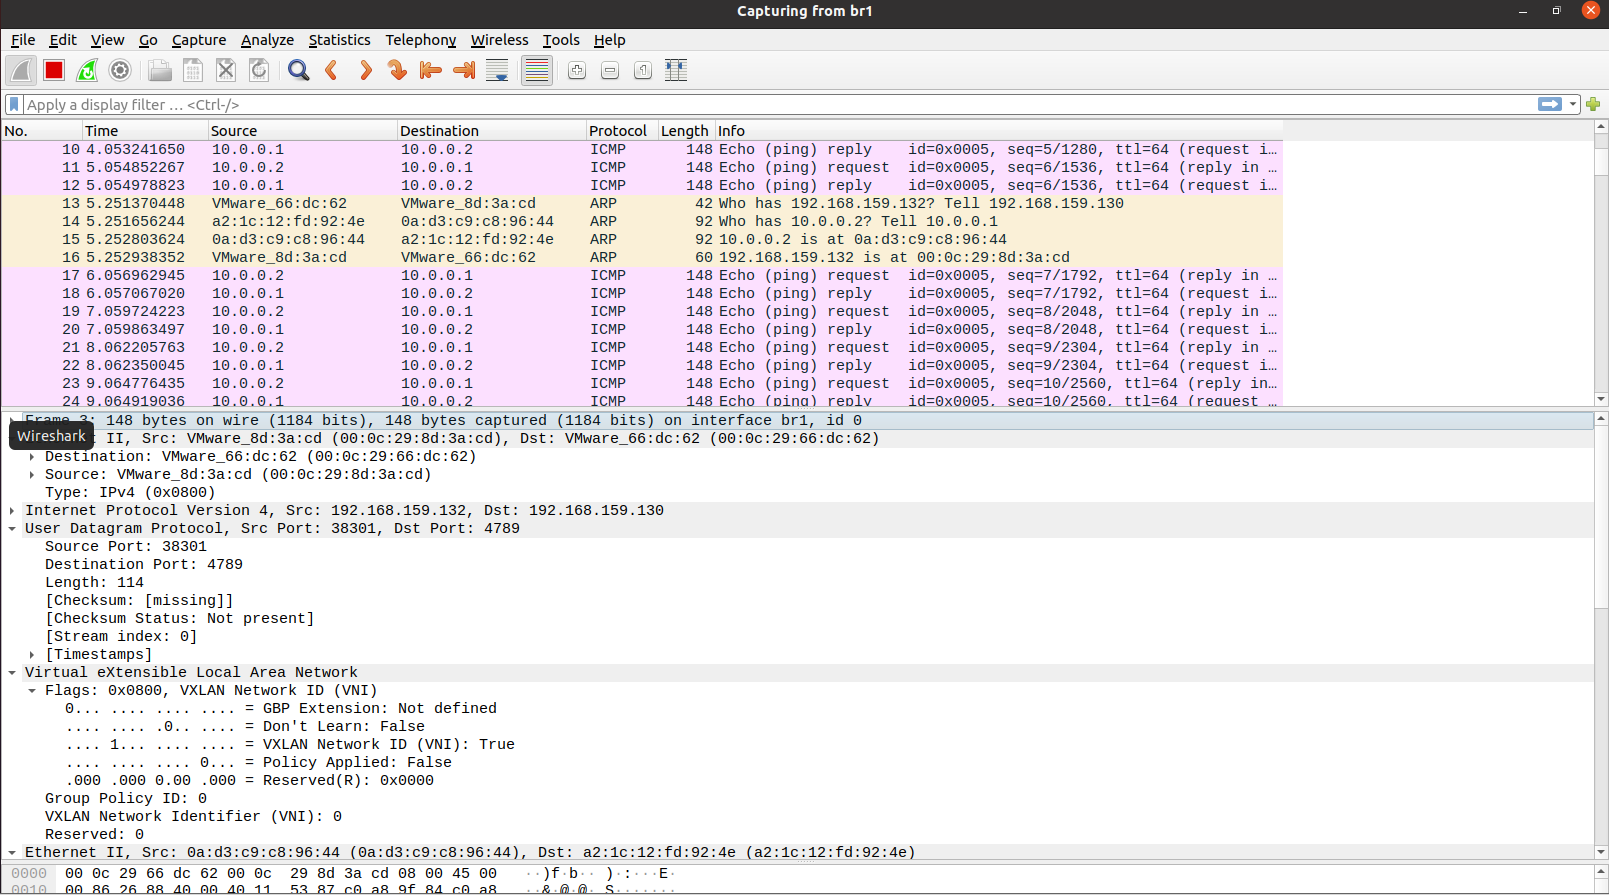 Capturing from br1
File Edit View Go Capture Analyze Statistics Telephony Wireless Tools Help
Apply a display filter … <Ctrl-/>
No. Time Source Destination Protocol Length Info
10 4.053241650 10.0.0.1 10.0.0.2 ICMP 148 Echo (ping) reply id=0x0005, seq=5/1280, ttl=64 (request i…
11 5.054852267 10.0.0.2 10.0.0.1 ICMP 148 Echo (ping) request id=0x0005, seq=6/1536, ttl=64 (reply in …
12 5.054978823 10.0.0.1 10.0.0.2 ICMP 148 Echo (ping) reply id=0x0005, seq=6/1536, ttl=64 (request i…
13 5.251370448 VMware_66:dc:62 VMware_8d:3a:cd ARP 42 Who has 192.168.159.132? Tell 192.168.159.130
14 5.251656244 a2:1c:12:fd:92:4e 0a:d3:c9:c8:96:44 ARP 92 Who has 10.0.0.2? Tell 10.0.0.1
15 5.252803624 0a:d3:c9:c8:96:44 a2:1c:12:fd:92:4e ARP 92 10.0.0.2 is at 0a:d3:c9:c8:96:44
16 5.252938352 VMware_8d:3a:cd VMware_66:dc:62 ARP 60 192.168.159.132 is at 00:0c:29:8d:3a:cd
17 6.056962945 10.0.0.2 10.0.0.1 ICMP 148 Echo (ping) request id=0x0005, seq=7/1792, ttl=64 (reply in …
18 6.057067020 10.0.0.1 10.0.0.2 ICMP 148 Echo (ping) reply id=0x0005, seq=7/1792, ttl=64 (request i…
19 7.059724223 10.0.0.2 10.0.0.1 ICMP 148 Echo (ping) request id=0x0005, seq=8/2048, ttl=64 (reply in …
20 7.059863497 10.0.0.1 10.0.0.2 ICMP 148 Echo (ping) reply id=0x0005, seq=8/2048, ttl=64 (request i…
21 8.062205763 10.0.0.2 10.0.0.1 ICMP 148 Echo (ping) request id=0x0005, seq=9/2304, ttl=64 (reply in …
22 8.062350045 10.0.0.1 10.0.0.2 ICMP 148 Echo (ping) reply id=0x0005, seq=9/2304, ttl=64 (request i…
23 9.064776435 10.0.0.2 10.0.0.1 ICMP 148 Echo (ping) request id=0x0005, seq=10/2560, ttl=64 (reply in…
24 9.064919036 10.0.0.1 10.0.0.2 ICMP 148 Echo (ping) reply id=0x0005, seq=10/2560, ttl=64 (request i…
Frame 3: 148 bytes on wire (1184 bits), 148 bytes captured (1184 bits) on interface br1, id 0
Wireshark
II, Src: VMware_8d:3a:cd (00:0c:29:8d:3a:cd), Dst: VMware_66:dc:62 (00:0c:29:66:dc:62)
Destination: VMware_66:dc:62 (00:0c:29:66:dc:62)
Source: VMware_8d:3a:cd (00:0c:29:8d:3a:cd)
Type: IPv4 (0x0800)
Internet Protocol Version 4, Src: 192.168.159.132, Dst: 192.168.159.130
User Datagram Protocol, Src Port: 38301, Dst Port: 4789
Source Port: 38301
Destination Port: 4789
Length: 114
[Checksum: [missing]]
[Checksum Status: Not present]
[Stream index: 0]
[Timestamps]
Virtual eXtensible Local Area Network
Flags: 0x0800, VXLAN Network ID (VNI)
0... .... .... .... = GBP Extension: Not defined
.... .... .0.. .... = Don't Learn: False
.... 1... .... .... = VXLAN Network ID (VNI): True
.... .... .... 0... = Policy Applied: False
.000 .000 0.00 .000 = Reserved(R): 0x0000
Group Policy ID: 0
VXLAN Network Identifier (VNI): 0
Reserved: 0
Ethernet II, Src: 0a:d3:c9:c8:96:44 (0a:d3:c9:c8:96:44), Dst: a2:1c:12:fd:92:4e (a2:1c:12:fd:92:4e)
0000 00 0c 29 66 dc 62 00 0c 29 8d 3a cd 08 00 45 00 ··)f·b·· )·:···E·
0010 00 86 26 88 40 00 40 11 53 87 c0 a8 9f 84 c0 a8 ··&·@·@· S·······